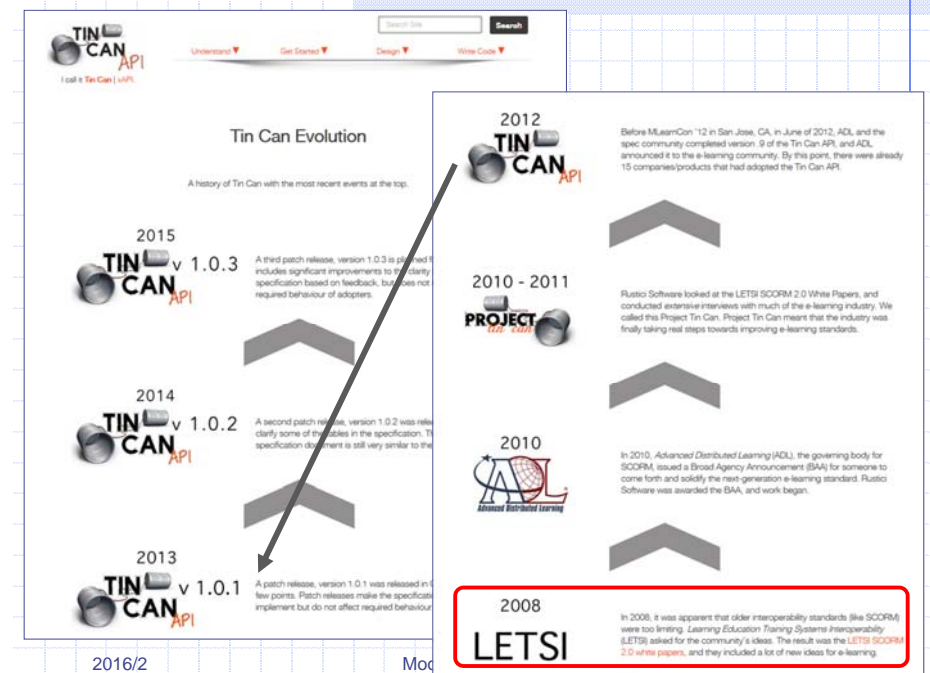 TIN
CAN
API
I call it Tin Can | xAPI.
Search Site
Search
Understand ▼
Get Started ▼
Design ▼
Write Code ▼
Tin Can Evolution
A history of Tin Can with the most recent events at the top.
2015
TIN
CAN
API
v 1.0.3
A third patch release, version 1.0.3 is planned
includes significant improvements to the clarity
specification based on feedback, but does not
required behaviour of adopters.
2014
TIN
CAN
API
v 1.0.2
A second patch release, version 1.0.2 was
clarify some of the tables in the specification.
specification document is still very similar to the
2013
TIN
CAN
API
v 1.0.1
A patch release, version 1.0.1 was released in
few points. Patch releases make the
implement but do not affect required behaviour
2012
TIN
CAN
API
Before MLearnCon '12 in San Jose, CA, in June of 2012, ADL and the
spec community completed version .9 of the Tin Can API, and ADL
announced it to the e-learning community. By this point, there were already
15 companies/products that had adopted the Tin Can API.
2010 - 2011
PROJECT
tin can
Rustici Software looked at the LETSI SCORM 2.0 White Papers, and
conducted extensive interviews with much of the e-learning industry. We
called this Project Tin Can. Project Tin Can meant that the industry was
finally taking real steps towards improving e-learning standards.
2010
ADL
Advanced Distributed Learning
In 2010, Advanced Distributed Learning (ADL), the governing body for
SCORM, issued a Broad Agency Announcement (BAA) for someone to
come forth and solidify the next-generation e-learning standard. Rustici
Software was awarded the BAA, and work began.
2008
LETSI
In 2008, it was apparent that older interoperability standards (like SCORM)
were too limiting. Learning Education Training Systems Interoperability
(LETSI) asked for the community's ideas. The result was the LETSI SCORM
2.0 white papers, and they included a lot of new ideas for e-learning.
2016/2